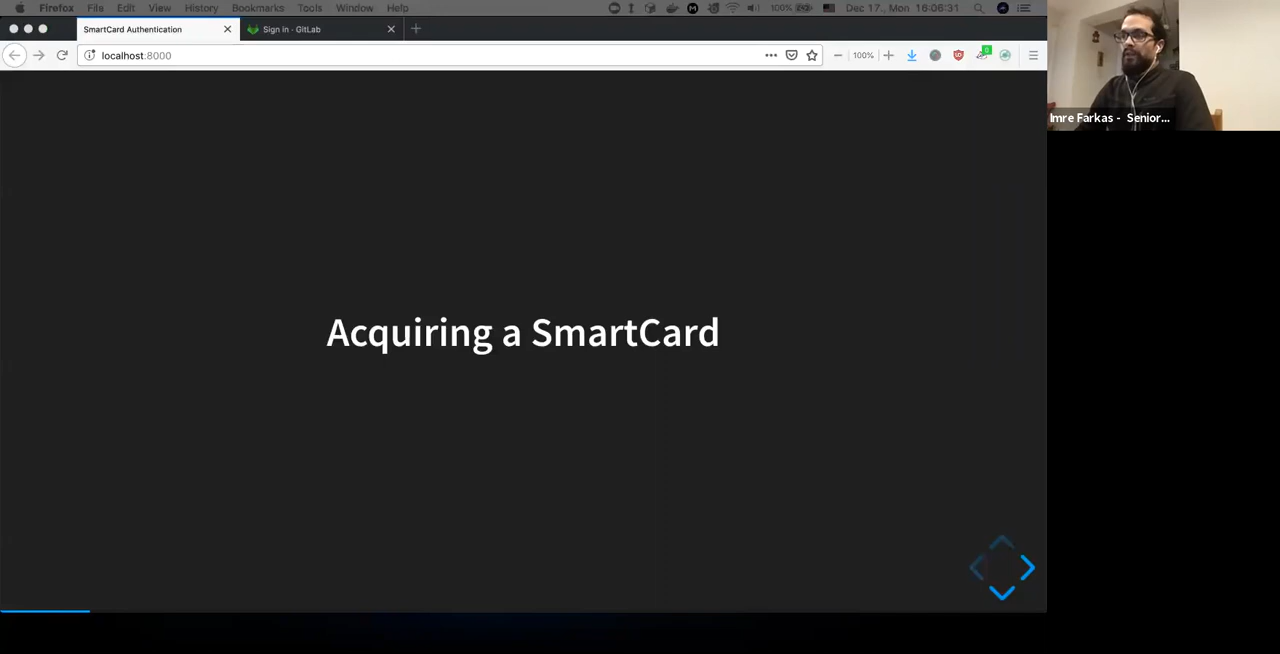 Firefox File Edit View History Bookmarks Tools Window Help 100% Dec 17., Mon 16:06:31
SmartCard Authentication Sign in · GitLab
localhost:8000 100% 0
Imre Farkas - Senior...
Acquiring a SmartCard